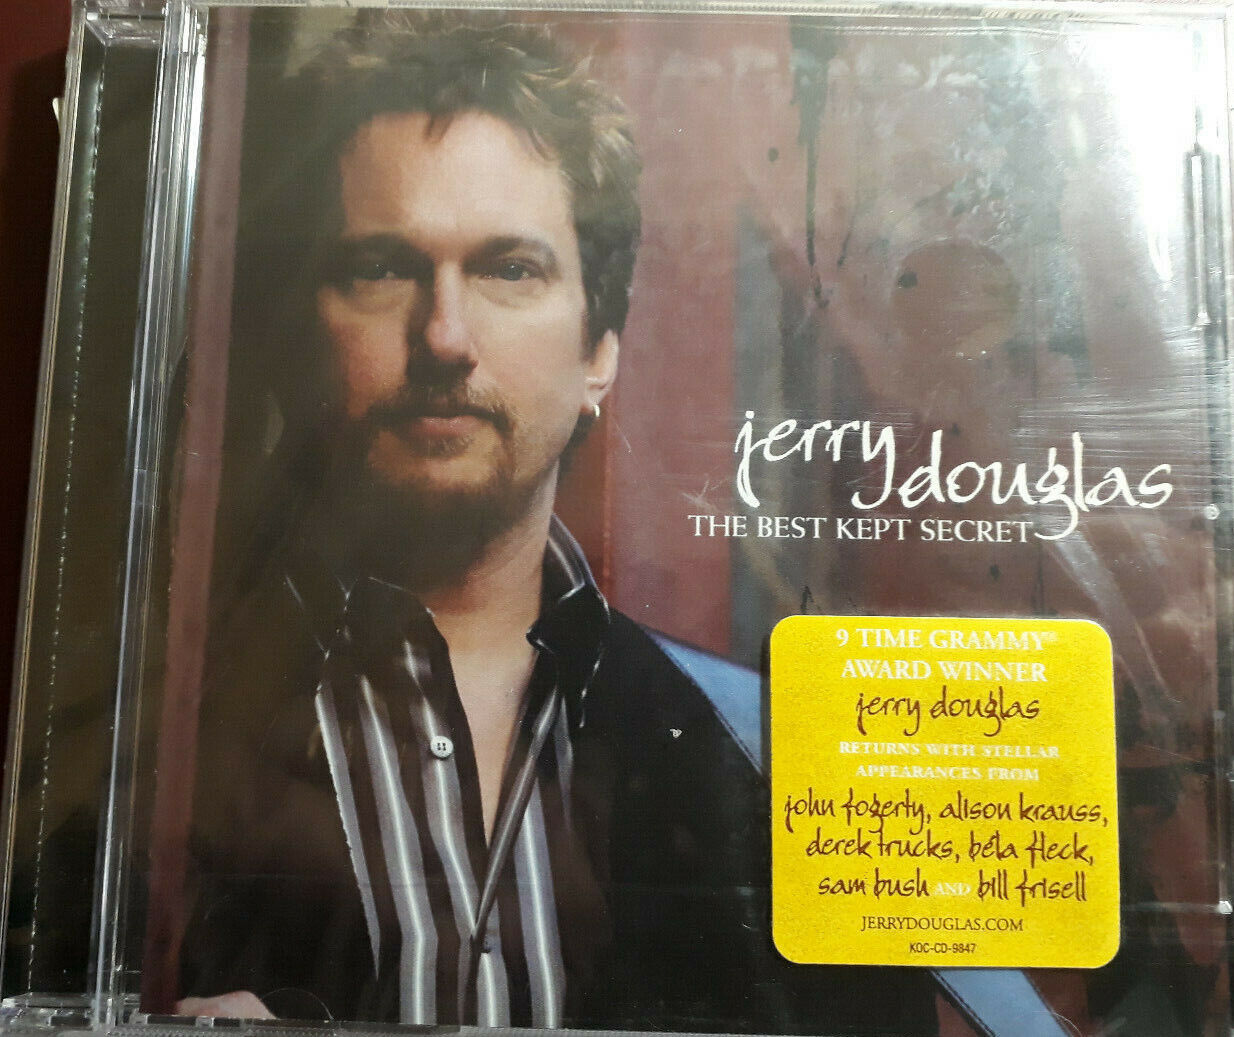 jerry douglas
THE BEST KEPT SECRET
9 TIME GRAMMY®
AWARD WINNER
jerry douglas
RETURNS WITH STELLAR
APPEARANCES FROM
john fogerty, alison krauss,
derek trucks, béla fleck,
sam bush AND bill frisell
JERRYDOUGLAS.COM
KOC-CD-9847